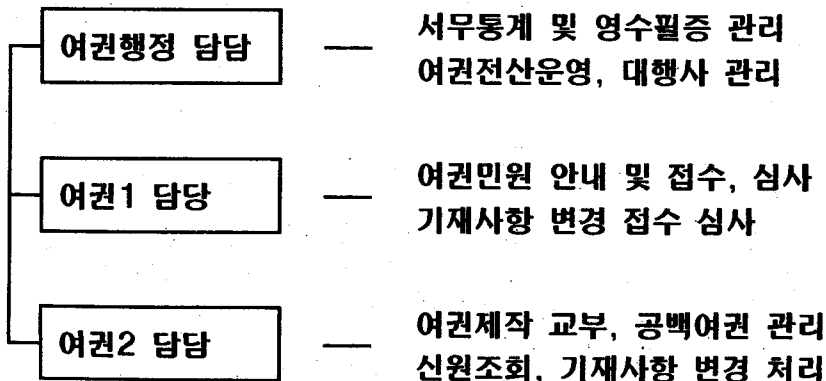 여권행정 담담
서무통계 및 영수필증 관리
여권전산운영, 대행사 관리
여권1 담당
여권민원 안내 및 접수, 심사
기재사항 변경 접수 심사
여권2 담담
여권제작 교부, 공백여권 관리
신원조회, 기재사항 변경 처리